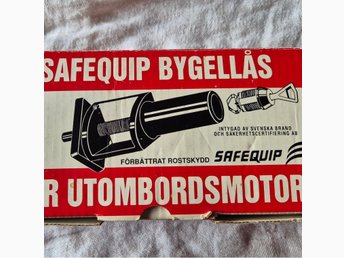 SAFEQUIP BYGELLÅS
INTYGAD AV SVENSKA BRAND
OCH SÄKERHETSCERTIFIERING AB
FÖRBÄTTRAT ROSTSKYDD
SAFEQUIP
R UTOMBORDSMOTOR